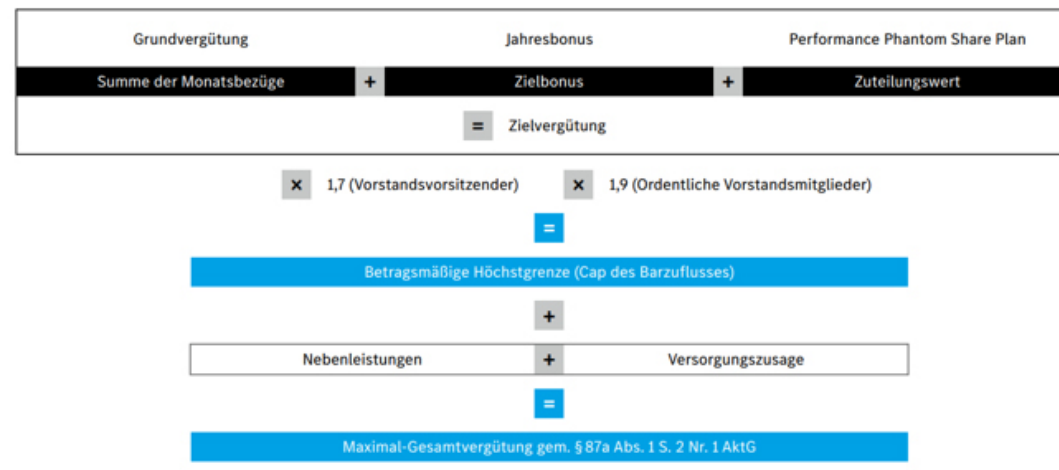 Grundvergütung Jahresbonus Performance Phantom Share Plan
Summe der Monatsbezüge + Zielbonus + Zuteilungswert
= Zielvergütung
× 1,7 (Vorstandsvorsitzender) × 1,9 (Ordentliche Vorstandsmitglieder)
=
Betragsmäßige Höchstgrenze (Cap des Barzuflusses)
+
Nebenleistungen + Versorgungszusage
=
Maximal-Gesamtvergütung gem. § 87a Abs. 1 S. 2 Nr. 1 AktG